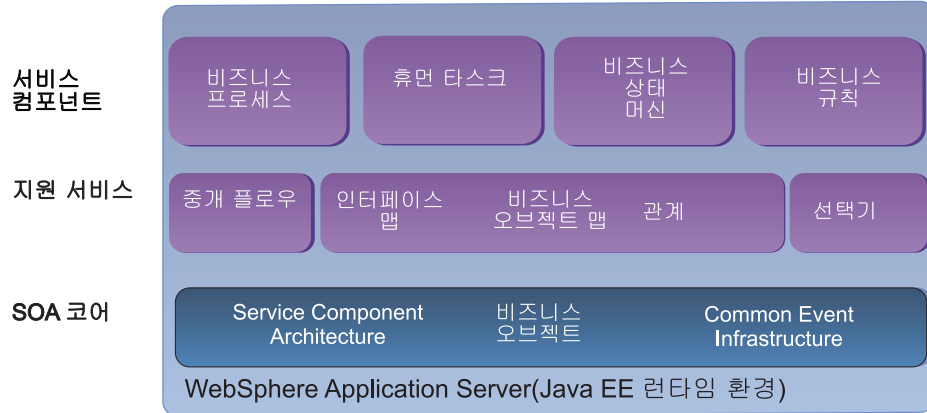 서비스
컴포넌트
비즈니스
프로세스
휴먼 타스크
비즈니스
상태
머신
비즈니스
규칙
지원 서비스
중개 플로우
인터페이스
맵
비즈니스
오브젝트 맵
관계
선택기
SOA 코어
Service Component
Architecture
비즈니스
오브젝트
Common Event
Infrastructure
WebSphere Application Server(Java EE 런타임 환경)